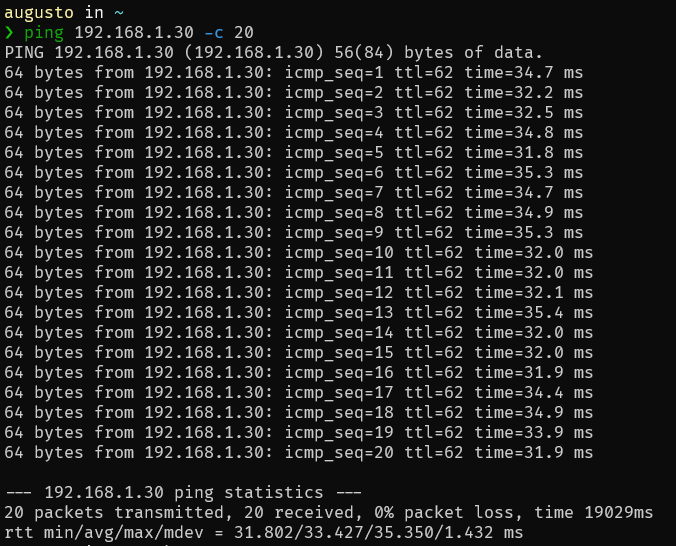 augusto in ~
❯ ping 192.168.1.30 -c 20
PING 192.168.1.30 (192.168.1.30) 56(84) bytes of data.
64 bytes from 192.168.1.30: icmp_seq=1 ttl=62 time=34.7 ms
64 bytes from 192.168.1.30: icmp_seq=2 ttl=62 time=32.2 ms
64 bytes from 192.168.1.30: icmp_seq=3 ttl=62 time=32.5 ms
64 bytes from 192.168.1.30: icmp_seq=4 ttl=62 time=34.8 ms
64 bytes from 192.168.1.30: icmp_seq=5 ttl=62 time=31.8 ms
64 bytes from 192.168.1.30: icmp_seq=6 ttl=62 time=35.3 ms
64 bytes from 192.168.1.30: icmp_seq=7 ttl=62 time=34.7 ms
64 bytes from 192.168.1.30: icmp_seq=8 ttl=62 time=34.9 ms
64 bytes from 192.168.1.30: icmp_seq=9 ttl=62 time=35.3 ms
64 bytes from 192.168.1.30: icmp_seq=10 ttl=62 time=32.0 ms
64 bytes from 192.168.1.30: icmp_seq=11 ttl=62 time=32.0 ms
64 bytes from 192.168.1.30: icmp_seq=12 ttl=62 time=32.1 ms
64 bytes from 192.168.1.30: icmp_seq=13 ttl=62 time=35.4 ms
64 bytes from 192.168.1.30: icmp_seq=14 ttl=62 time=32.0 ms
64 bytes from 192.168.1.30: icmp_seq=15 ttl=62 time=32.0 ms
64 bytes from 192.168.1.30: icmp_seq=16 ttl=62 time=31.9 ms
64 bytes from 192.168.1.30: icmp_seq=17 ttl=62 time=34.4 ms
64 bytes from 192.168.1.30: icmp_seq=18 ttl=62 time=34.9 ms
64 bytes from 192.168.1.30: icmp_seq=19 ttl=62 time=33.9 ms
64 bytes from 192.168.1.30: icmp_seq=20 ttl=62 time=31.9 ms
--- 192.168.1.30 ping statistics ---
20 packets transmitted, 20 received, 0% packet loss, time 19029ms
rtt min/avg/max/mdev = 31.802/33.427/35.350/1.432 ms